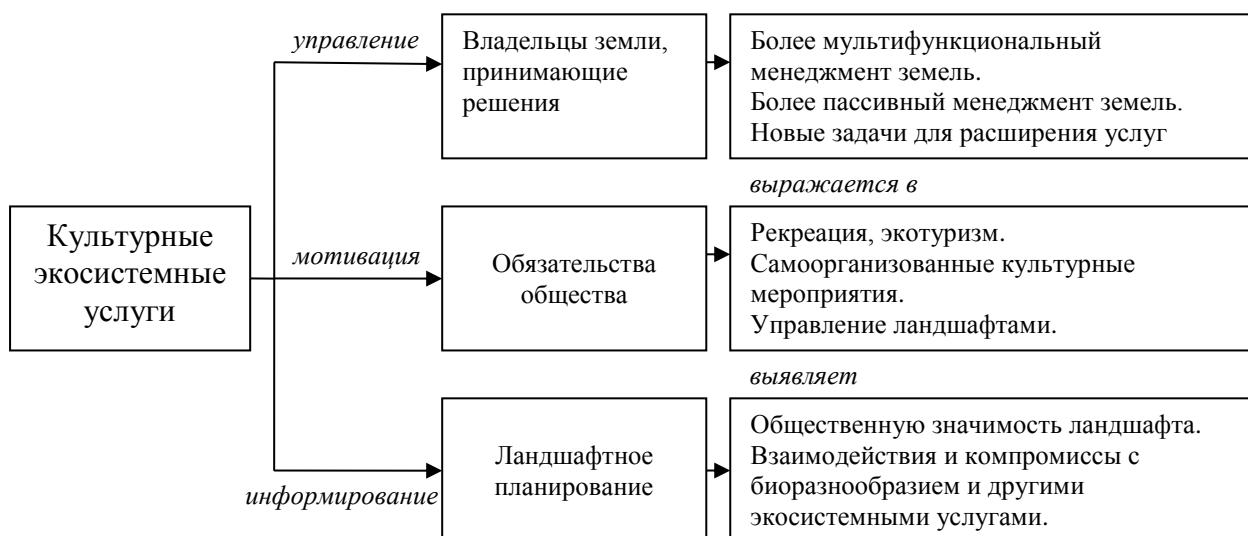 управление
Владельцы земли,
принимающие
решения
Более мультифункциональный
менеджмент земель.
Более пассивный менеджмент земель.
Новые задачи для расширения услуг
выражается в
Культурные
экосистемные
услуги
мотивация
Обязательства
общества
Рекреация, экотуризм.
Самоорганизованные культурные
мероприятия.
Управление ландшафтами.
выявляет
информирование
Ландшафтное
планирование
Общественную значимость ландшафта.
Взаимодействия и компромиссы с
биоразнообразием и другими
экосистемными услугами.